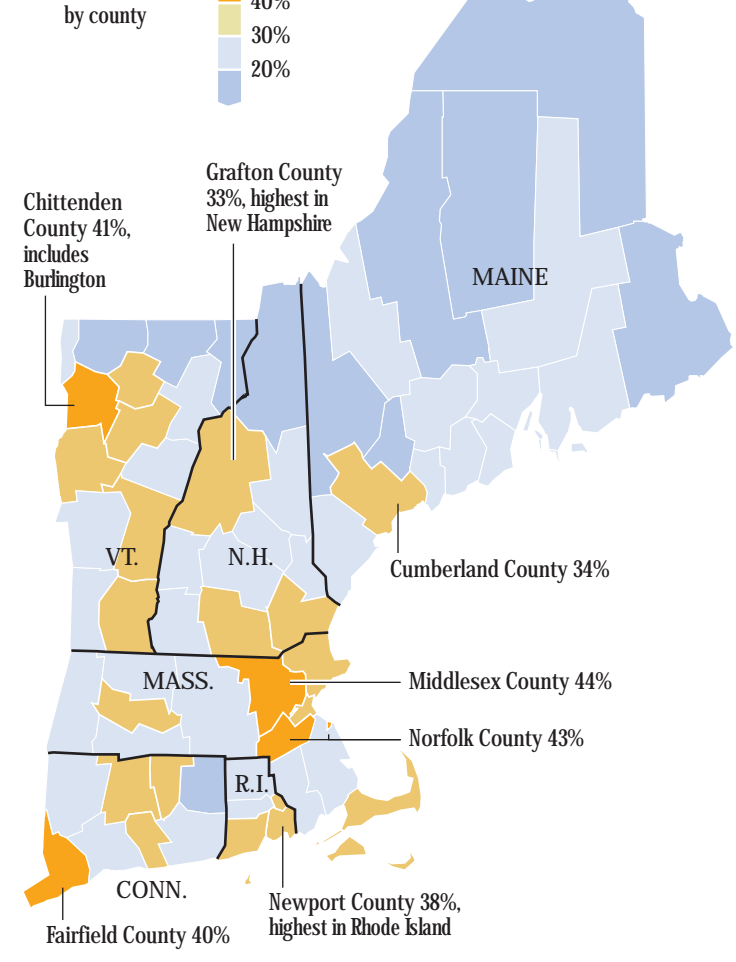 by county
40%
30%
20%
Grafton County
33%, highest in
New Hampshire
Chittenden
County 41%,
includes
Burlington
MAINE
VT.
N.H.
Cumberland County 34%
MASS.
Middlesex County 44%
Norfolk County 43%
R.I.
CONN.
Newport County 38%,
highest in Rhode Island
Fairfield County 40%